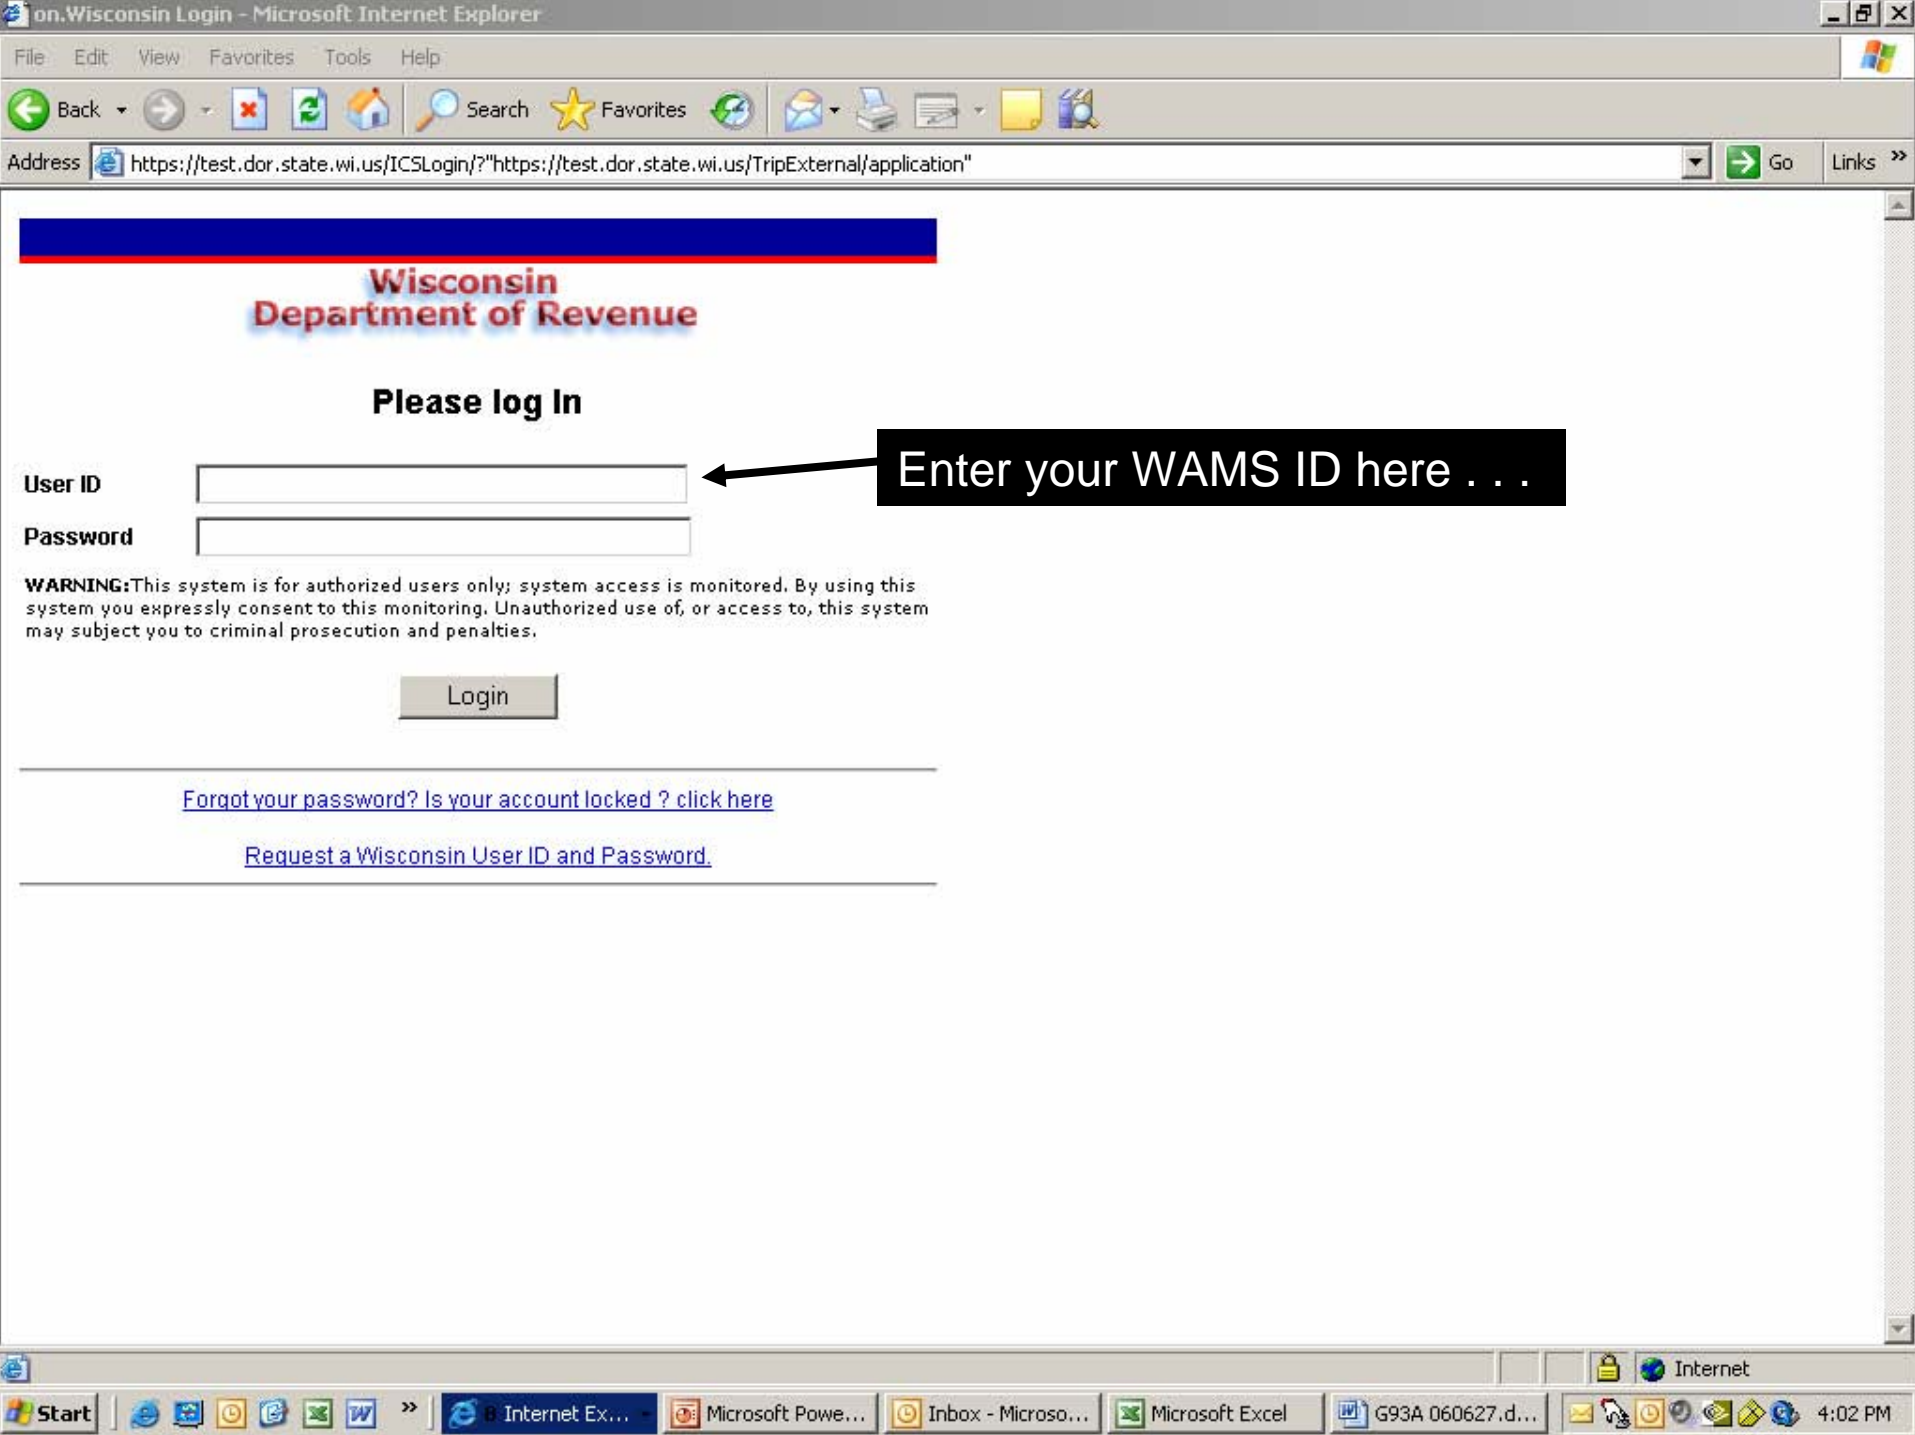 on.Wisconsin Login - Microsoft Internet Explorer
File Edit View Favorites Tools Help
Back Search Favorites
Address https://test.dor.state.wi.us/ICSLogin/?"https://test.dor.state.wi.us/TripExternal/application" Go Links »
Wisconsin
Department of Revenue
Please log In
Enter your WAMS ID here . . .
User ID
Password
WARNING:This system is for authorized users only; system access is monitored. By using this
system you expressly consent to this monitoring. Unauthorized use of, or access to, this system
may subject you to criminal prosecution and penalties.
Login
Forgot your password? Is your account locked ? click here
Request a Wisconsin User ID and Password.
Internet
Start » 8 Internet Ex... Microsoft Powe... Inbox - Microso... Microsoft Excel G93A 060627.d... 4:02 PM